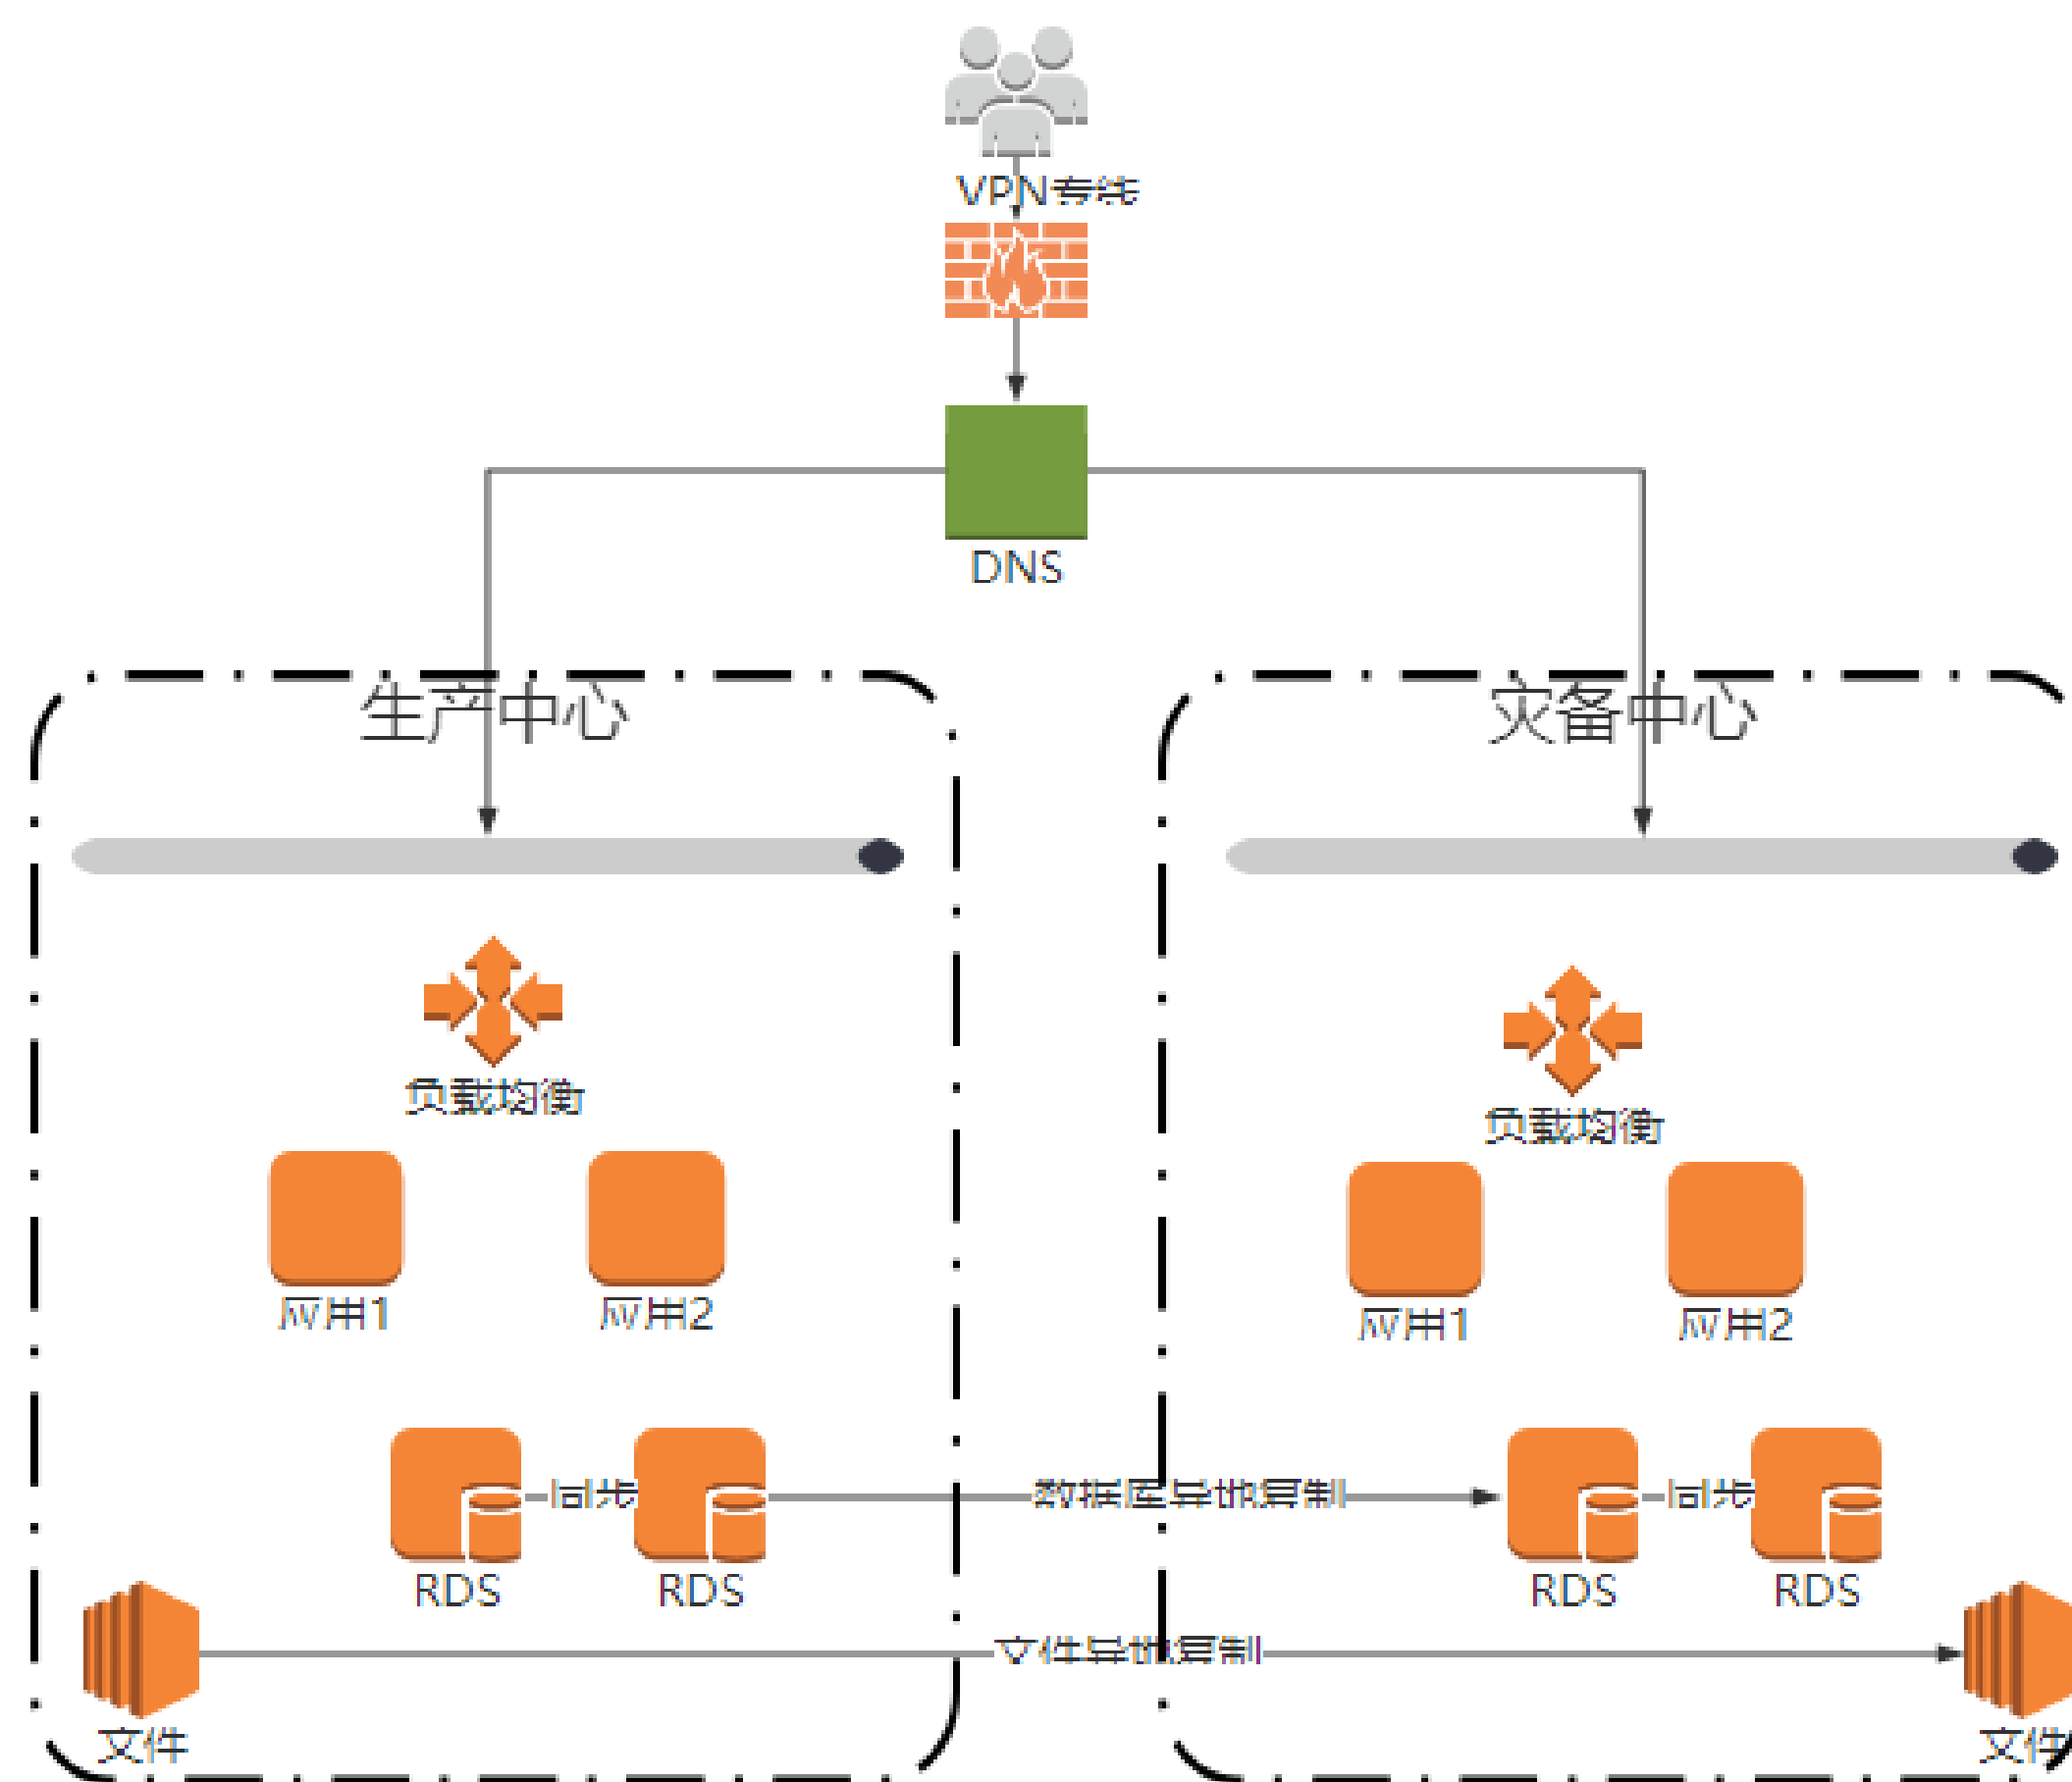 VPN专线
DNS
生产中心
灾备中心
负载均衡
负载均衡
应用1
应用2
应用1
应用2
同步
数据库异地复制
同步
RDS
RDS
RDS
RDS
文件异地复制
文件
文件